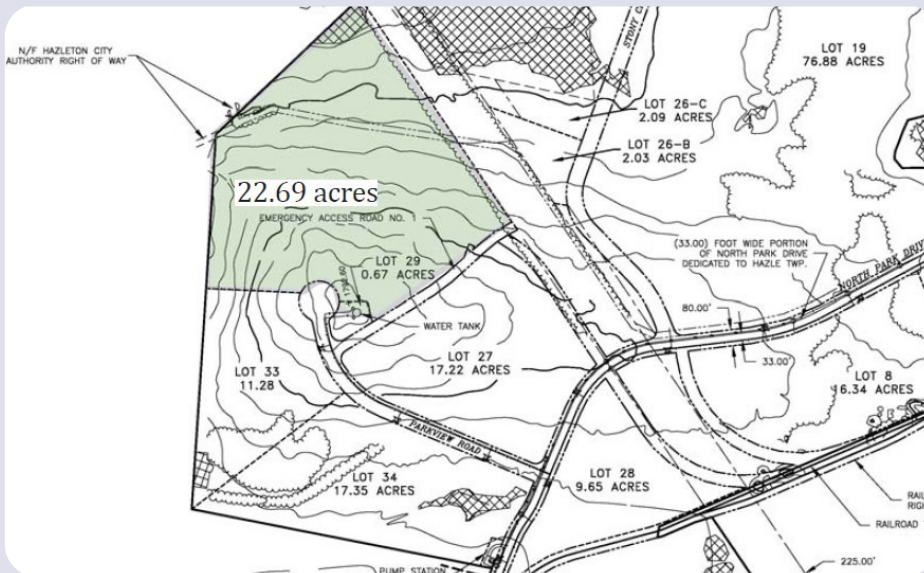 N/F HAZLETON CITY
AUTHORITY RIGHT OF WAY
STONY
LOT 19
76.88 ACRES
LOT 26-C
2.09 ACRES
LOT 26-B
2.03 ACRES
22.69 acres
EMERGENCY ACCESS ROAD NO. 1
(33.00) FOOT WIDE PORTION
OF NORTH PARK DRIVE
DEDICATED TO HAZLE TWP.
NORTH PARK DRIV
LOT 29
0.67 ACRES
80.00'
WATER TANK
33.00'
LOT 27
17.22 ACRES
LOT 33
11.28
LOT 8
16.34 ACRES
PARKVIEW ROAD
LOT 34
17.35 ACRES
LOT 28
9.65 ACRES
RAIL
RIGH
RAILROAD
PUMP STATION
225.00'